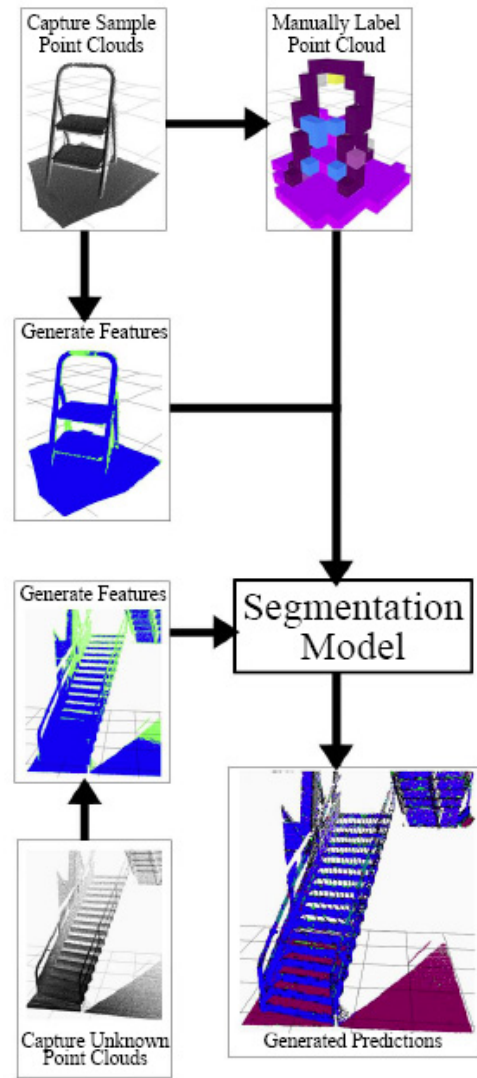 Capture Sample
Point Clouds
Manually Label
Point Cloud
Generate Features
Generate Features
Segmentation
Model
Capture Unknown
Point Clouds
Generated Predictions